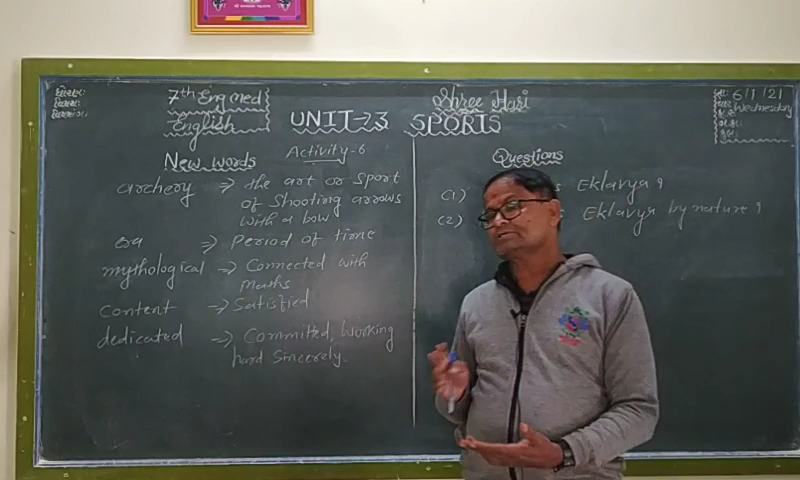 7th Eng med
English
UNIT-3
Shree Hari
SPORTS
6/1/21
Wednesday
New words
Activity-6
archery ⇒ the art or Sport
of Shooting arrows
with a bow
era ⇒ Period of time
mythological → Connected with
myths
content → Satisfied
dedicated → Committed, Working
hard Sincerely.
Questions
(1) Eklavya ?
(2) Eklavya by nature ?